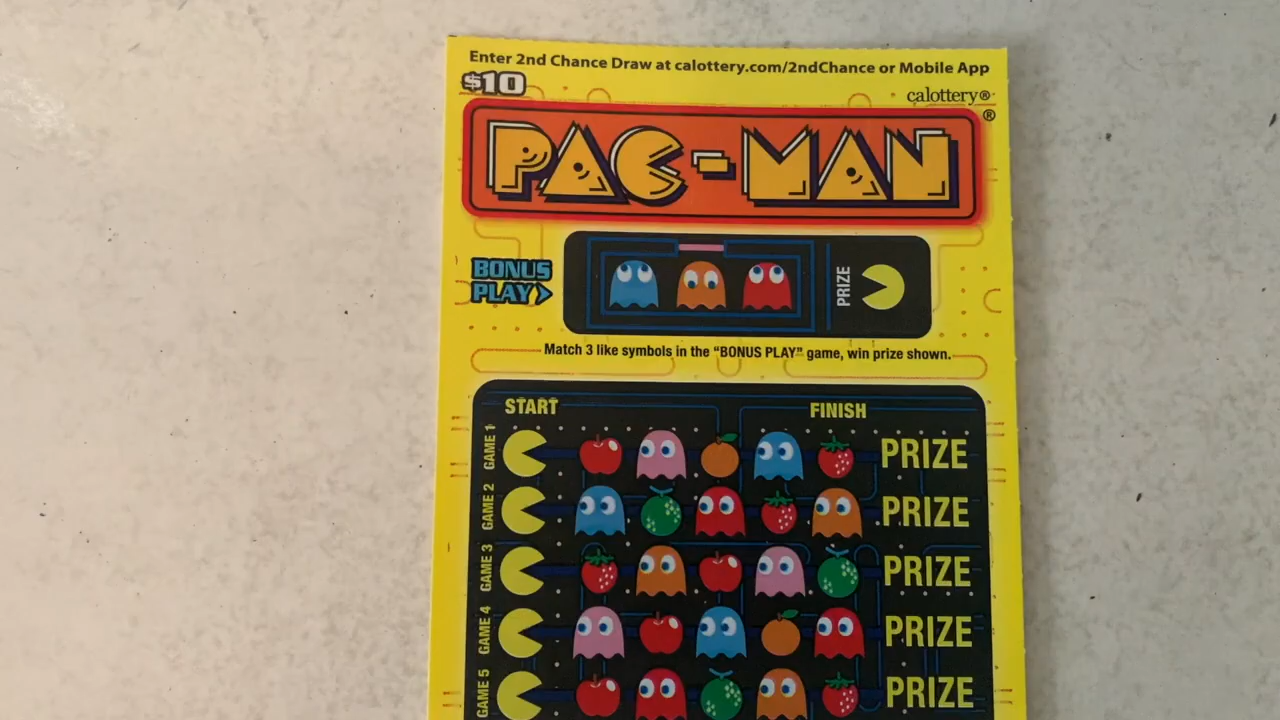 Enter 2nd Chance Draw at calottery.com/2ndChance or Mobile App
$10
calottery®
PAC-MAN®
BONUS
PLAY
PRIZE
Match 3 like symbols in the “BONUS PLAY” game, win prize shown.
START FINISH
GAME 1 PRIZE
GAME 2 PRIZE
GAME 3 PRIZE
GAME 4 PRIZE
GAME 5 PRIZE